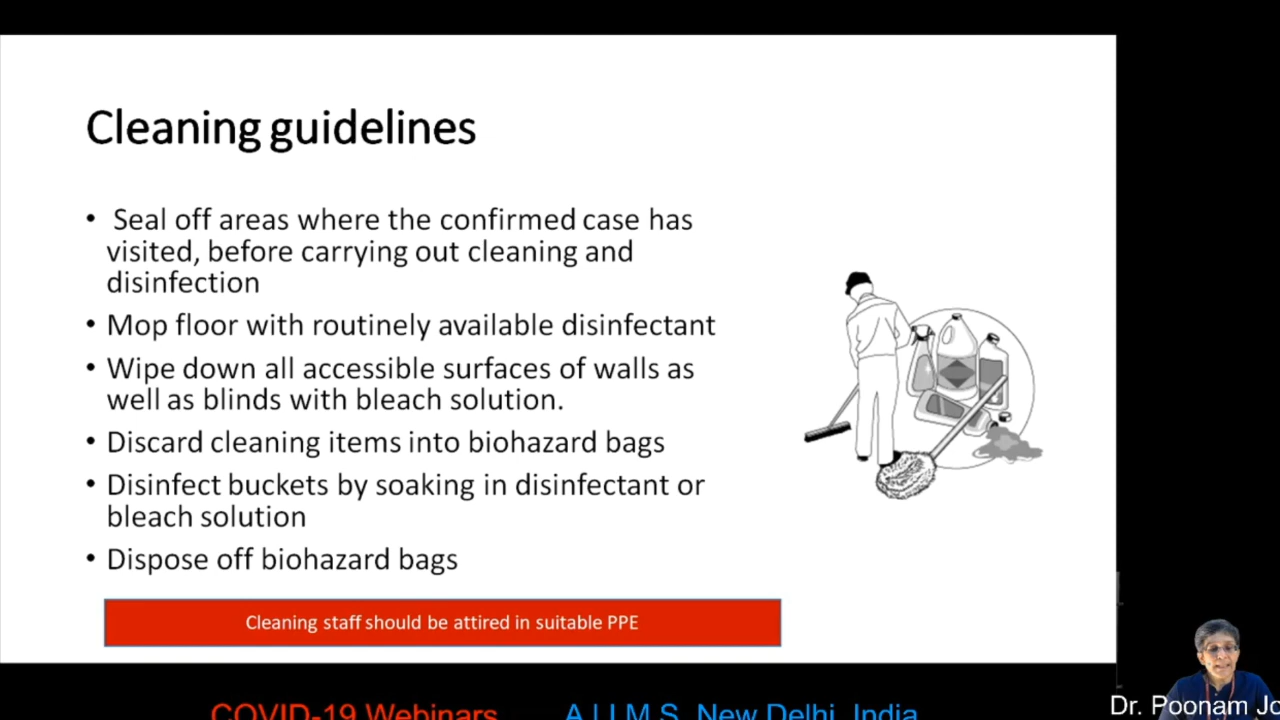 Cleaning guidelines
• Seal off areas where the confirmed case has
visited, before carrying out cleaning and
disinfection
• Mop floor with routinely available disinfectant
• Wipe down all accessible surfaces of walls as
well as blinds with bleach solution.
• Discard cleaning items into biohazard bags
• Disinfect buckets by soaking in disinfectant or
bleach solution
• Dispose off biohazard bags
Cleaning staff should be attired in suitable PPE
Dr. Poonam Jo
COVID-19 Webinars A.I.I.M.S, New Delhi, India